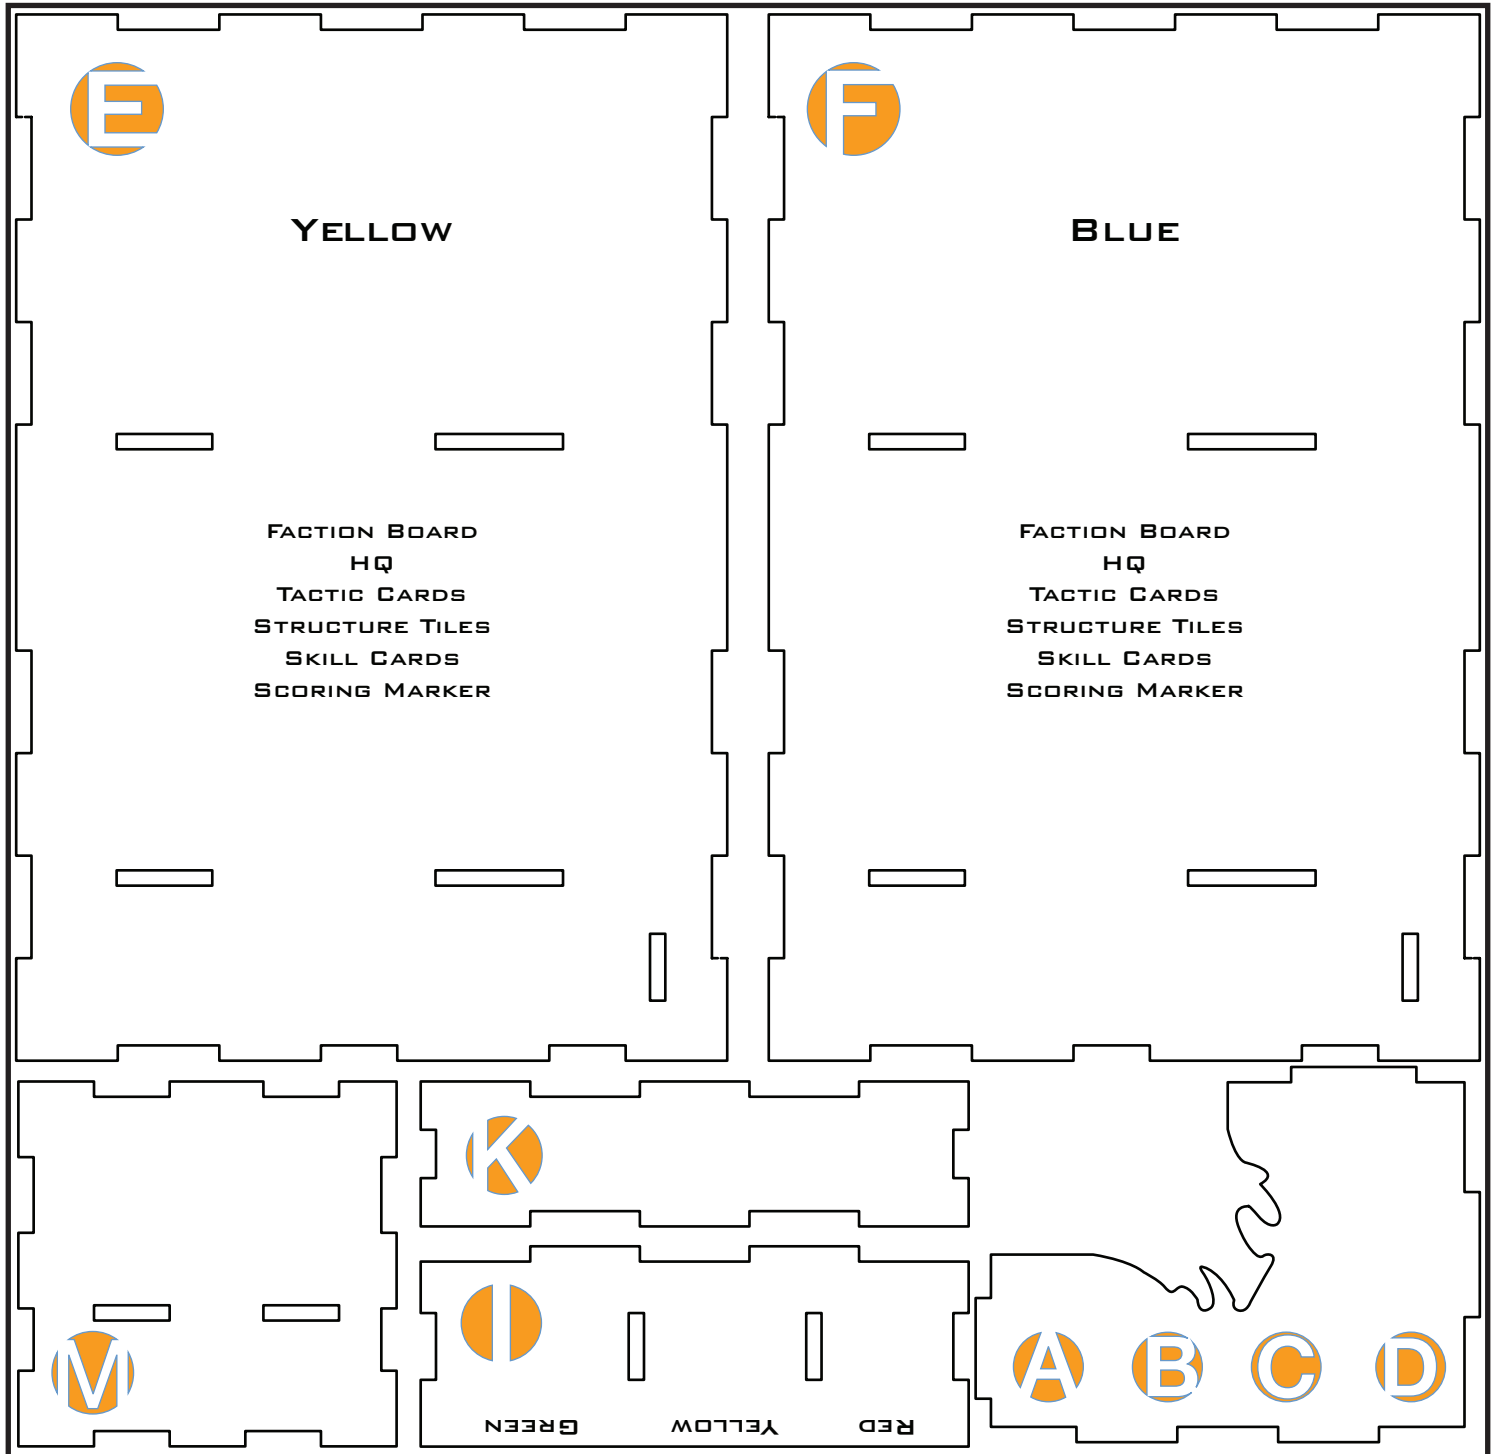 E
YELLOW
FACTION BOARD
HQ
TACTIC CARDS
STRUCTURE TILES
SKILL CARDS
SCORING MARKER
F
BLUE
FACTION BOARD
HQ
TACTIC CARDS
STRUCTURE TILES
SKILL CARDS
SCORING MARKER
M
K
I
RED YELLOW GREEN
A B C D